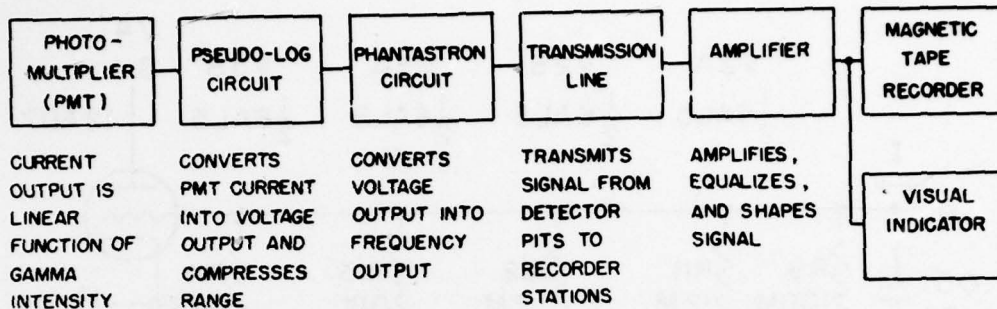 PHOTO-
MULTIPLIER
(PMT)
PSEUDO-LOG
CIRCUIT
PHANTASTRON
CIRCUIT
TRANSMISSION
LINE
AMPLIFIER
MAGNETIC
TAPE
RECORDER
CURRENT
OUTPUT IS
LINEAR
FUNCTION OF
GAMMA
INTENSITY
CONVERTS
PMT CURRENT
INTO VOLTAGE
OUTPUT AND
COMPRESSES
RANGE
CONVERTS
VOLTAGE
OUTPUT INTO
FREQUENCY
OUTPUT
TRANSMITS
SIGNAL FROM
DETECTOR
PITS TO
RECORDER
STATIONS
AMPLIFIES,
EQUALIZES,
AND SHAPES
SIGNAL
VISUAL
INDICATOR